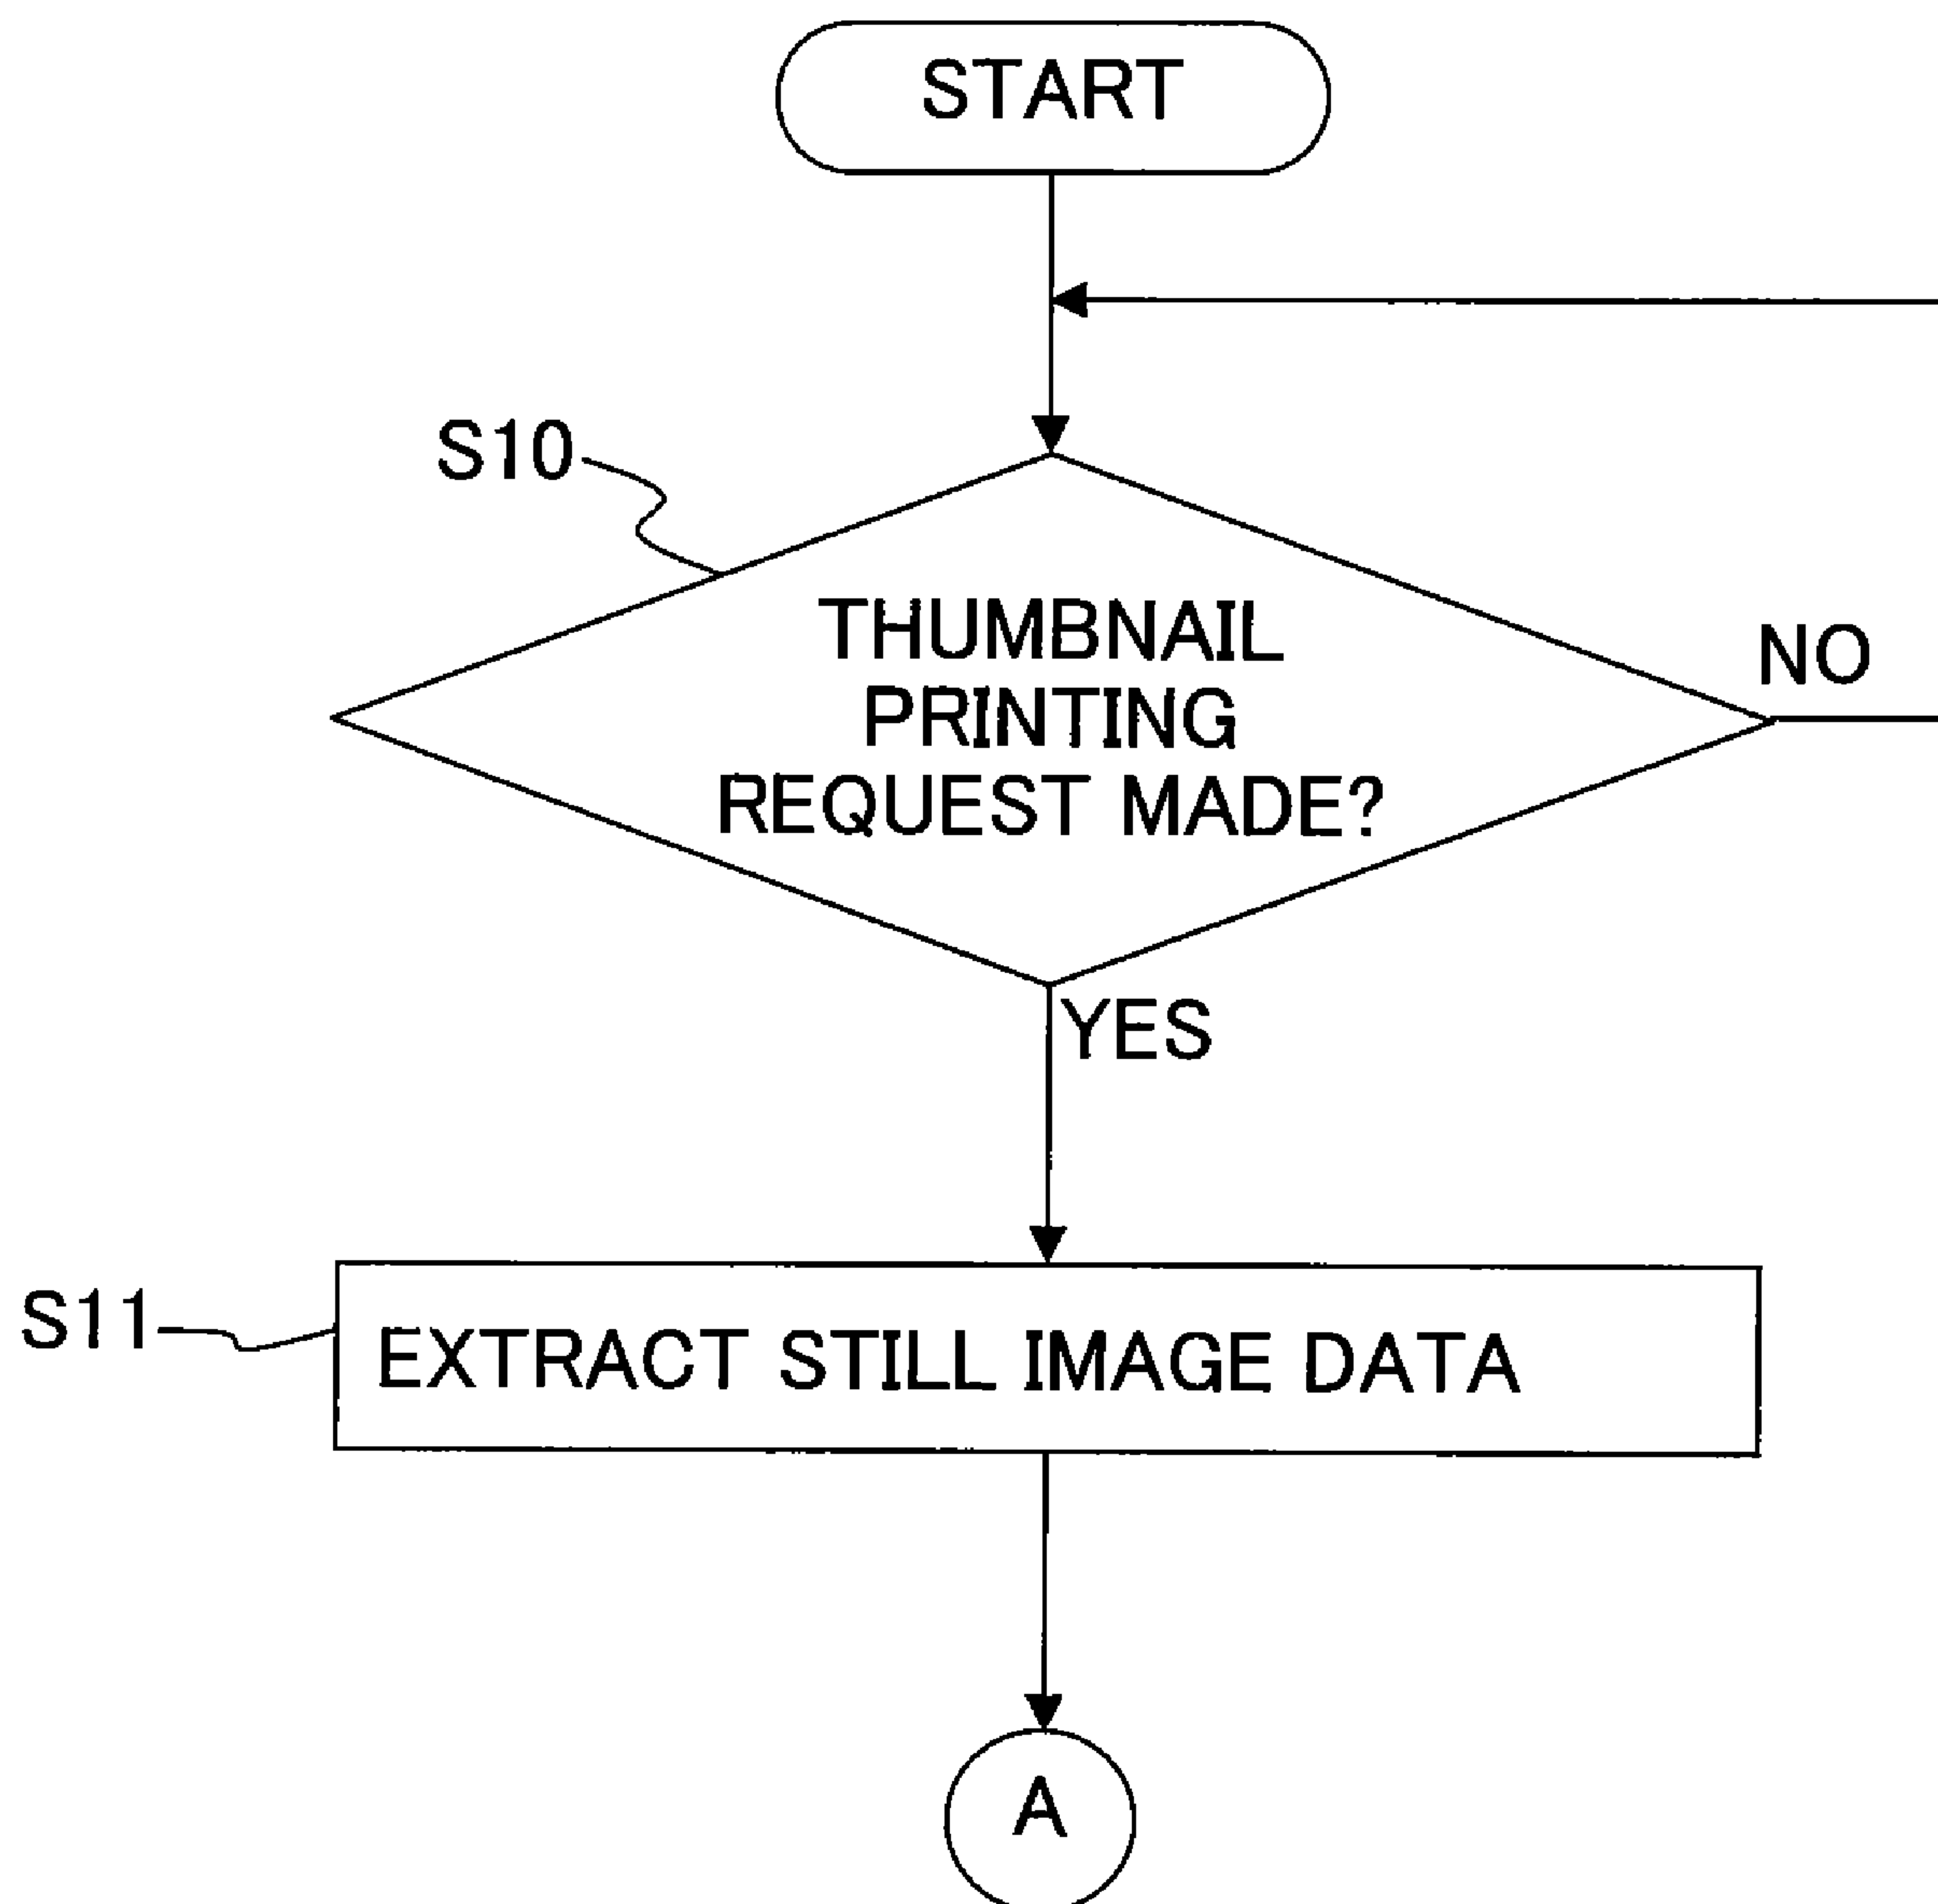 START
S10
THUMBNAIL
PRINTING
REQUEST MADE?
NO
YES
S11
EXTRACT STILL IMAGE DATA
A